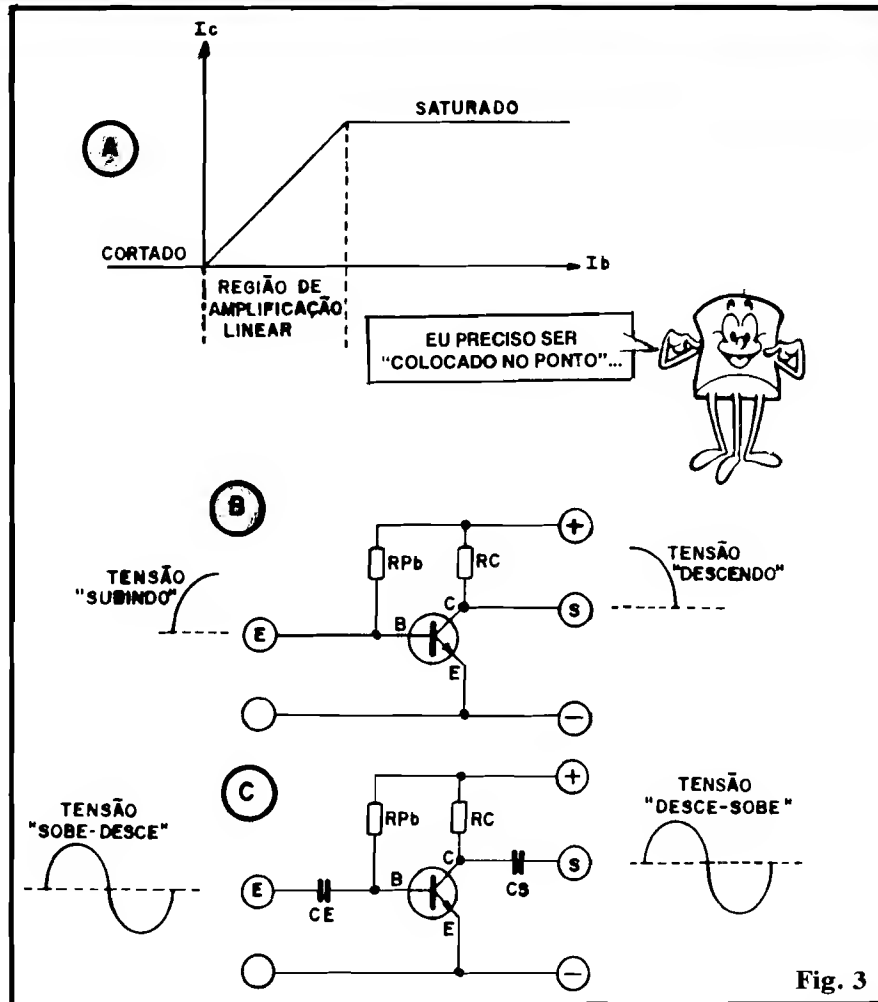 Ic
A
SATURADO
CORTADO
Ib
REGIÃO DE
AMPLIFICAÇÃO
LINEAR
EU PRECISO SER
"COLOCADO NO PONTO"...
B
TENSÃO
"SUBINDO"
E
RPb
RC
B
C
E
+
S
−
TENSÃO
"DESCENDO"
C
TENSÃO
"SOBE-DESCE"
E
CE
RPb
RC
B
C
E
CS
+
S
−
TENSÃO
"DESCE-SOBE"
Fig. 3